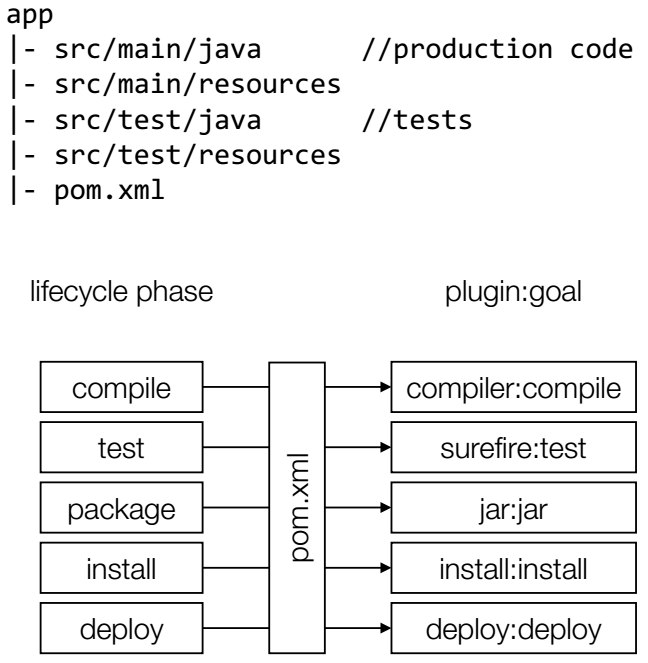 app
|- src/main/java //production code
|- src/main/resources
|- src/test/java //tests
|- src/test/resources
|- pom.xml
lifecycle phase plugin:goal
compile compiler:compile
test surefire:test
package jar:jar
install install:install
deploy deploy:deploy
pom.xml